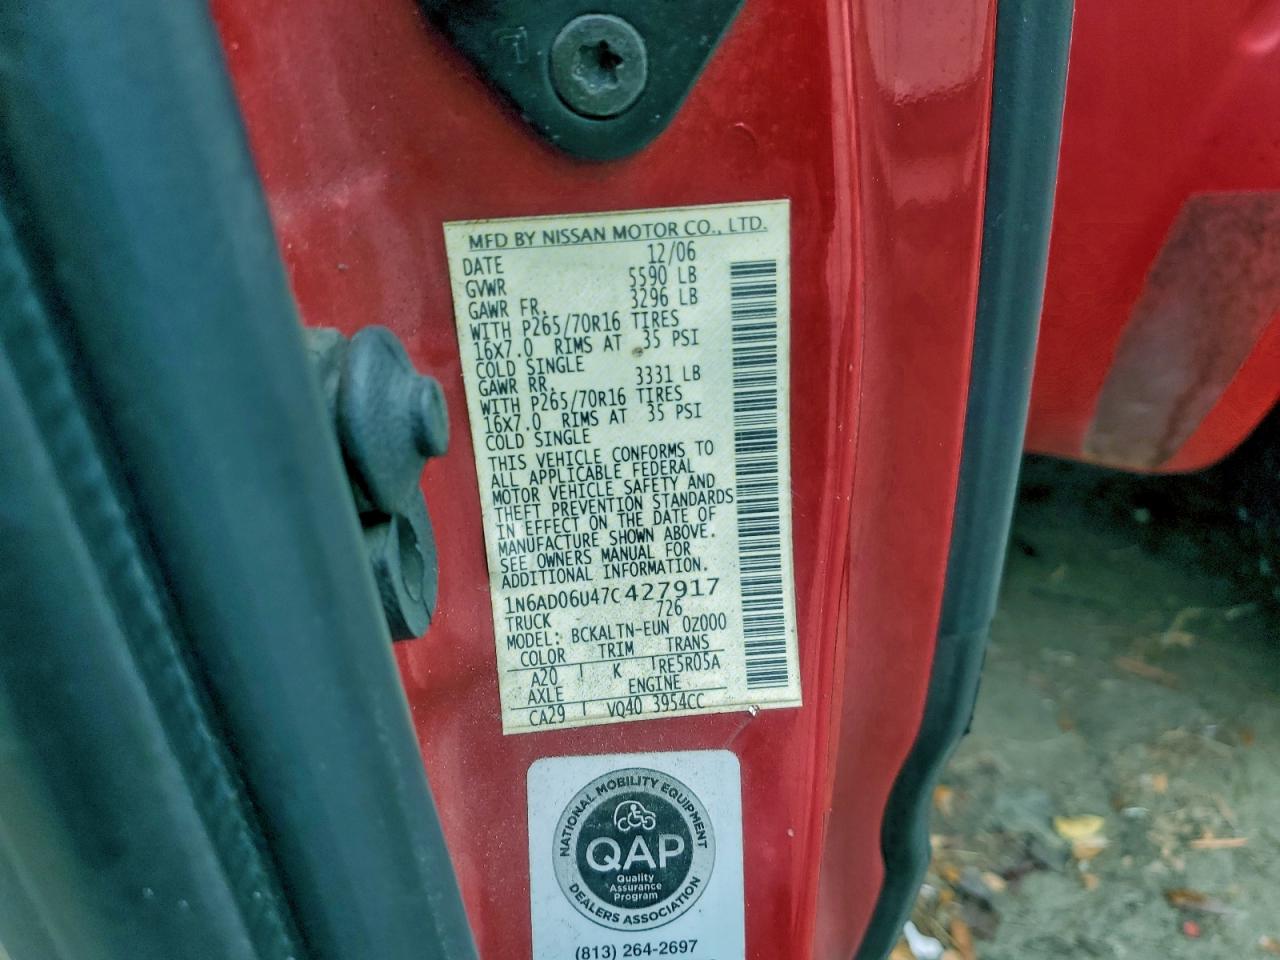 MFD BY NISSAN MOTOR CO., LTD.
DATE 12/06
GVWR 5590 LB
GAWR FR. 3296 LB
WITH P265/70R16 TIRES
16X7.0 RIMS AT 35 PSI
COLD SINGLE
GAWR RR. 3331 LB
WITH P265/70R16 TIRES
16X7.0 RIMS AT 35 PSI
COLD SINGLE
THIS VEHICLE CONFORMS TO
ALL APPLICABLE FEDERAL
MOTOR VEHICLE SAFETY AND
THEFT PREVENTION STANDARDS
IN EFFECT ON THE DATE OF
MANUFACTURE SHOWN ABOVE.
SEE OWNERS MANUAL FOR
ADDITIONAL INFORMATION.
1N6AD06U47C427917
TRUCK 726
MODEL: BCKALTN-EUN 0Z000
COLOR TRIM TRANS
A20 K RE5R05A
AXLE ENGINE
CA29 VQ40 3954CC
NATIONAL MOBILITY EQUIPMENT
QAP
Quality
Assurance
Program
DEALERS ASSOCIATION
(813) 264-2697